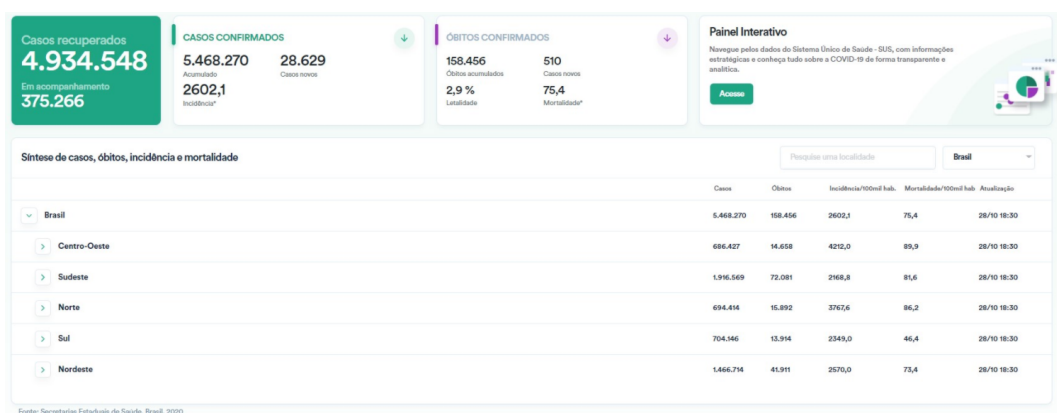 Casos recuperados
4.934.548
Em acompanhamento
375.266
CASOS CONFIRMADOS
5.468.270 28.629
Acumulado Casos novos
2602,1
Incidência*
ÓBITOS CONFIRMADOS
158.456 510
Óbitos acumulados Casos novos
2,9 % 75,4
Letalidade Mortalidade*
Painel Interativo
Navegue pelos dados do Sistema Único de Saúde - SUS, com informações
estratégicas e conheça tudo sobre a COVID-19 de forma transparente e
analítica.
Acesse
Síntese de casos, óbitos, incidência e mortalidade
Pesquise uma localidade
Brasil
Casos Óbitos Incidência/100mil hab. Mortalidade/100mil hab Atualização
Brasil 5.468.270 158.456 2602,1 75,4 28/10 18:30
Centro-Oeste 686.427 14.658 4212,0 89,9 28/10 18:30
Sudeste 1.916.569 72.081 2168,8 81,6 28/10 18:30
Norte 694.414 15.892 3767,6 86,2 28/10 18:30
Sul 704.146 13.914 2349,0 46,4 28/10 18:30
Nordeste 1.466.714 41.911 2570,0 73,4 28/10 18:30
Fonte: Secretarias Estaduais de Saúde. Brasil, 2020